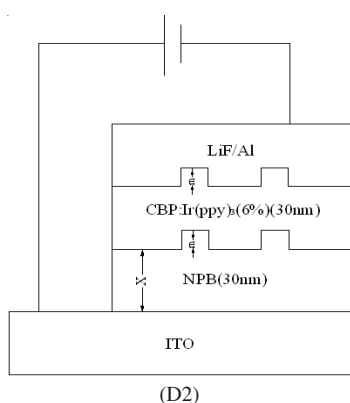 LiF/Al
m
CBP:Ir(ppy)₃(6%)(30nm)
m
X
NPB(30nm)
ITO
(D2)